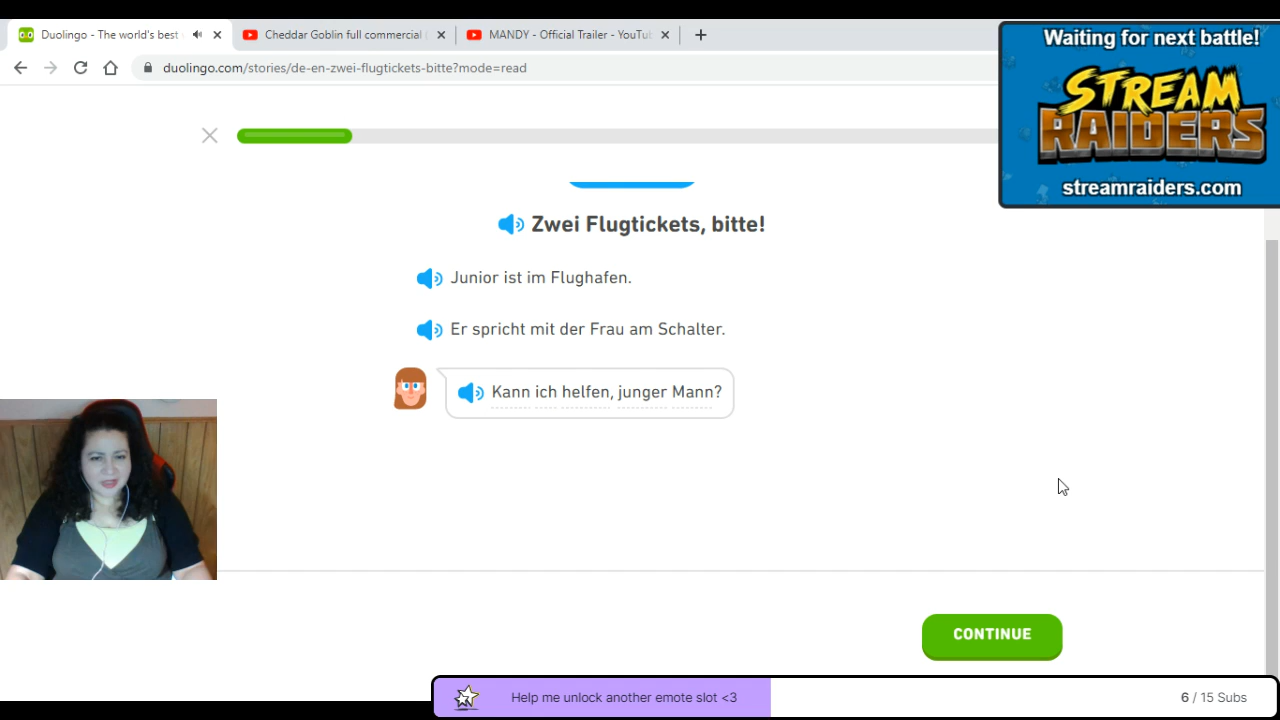 Duolingo - The world's best
Cheddar Goblin full commercial
MANDY - Official Trailer - YouTu
duolingo.com/stories/de-en-zwei-flugtickets-bitte?mode=read
Waiting for next battle!
STREAM
RAIDERS
streamraiders.com
Zwei Flugtickets, bitte!
Junior ist im Flughafen.
Er spricht mit der Frau am Schalter.
Kann ich helfen, junger Mann?
CONTINUE
Help me unlock another emote slot <3
6 / 15 Subs